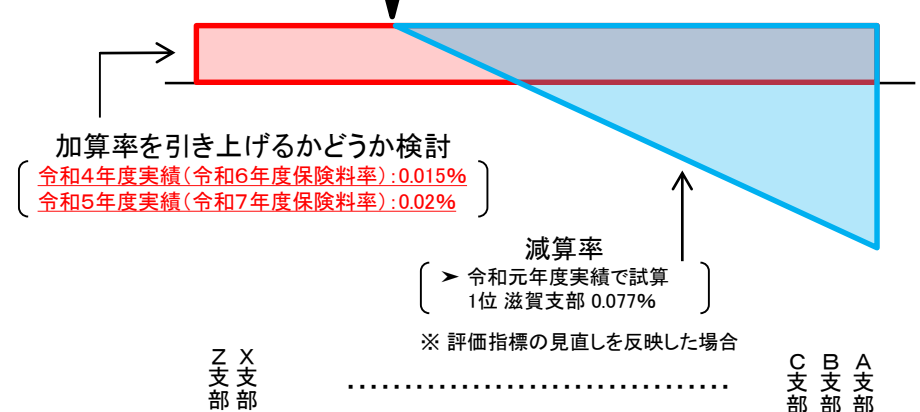 加算率を引き上げるかどうか検討
令和4年度実績(令和6年度保険料率):0.015%
令和5年度実績(令和7年度保険料率):0.02%
減算率
➤ 令和元年度実績で試算
1位 滋賀支部 0.077%
※ 評価指標の見直しを反映した場合
Z支部
X支部
‥‥‥‥‥‥‥‥‥‥‥‥‥‥‥‥
C支部
B支部
A支部